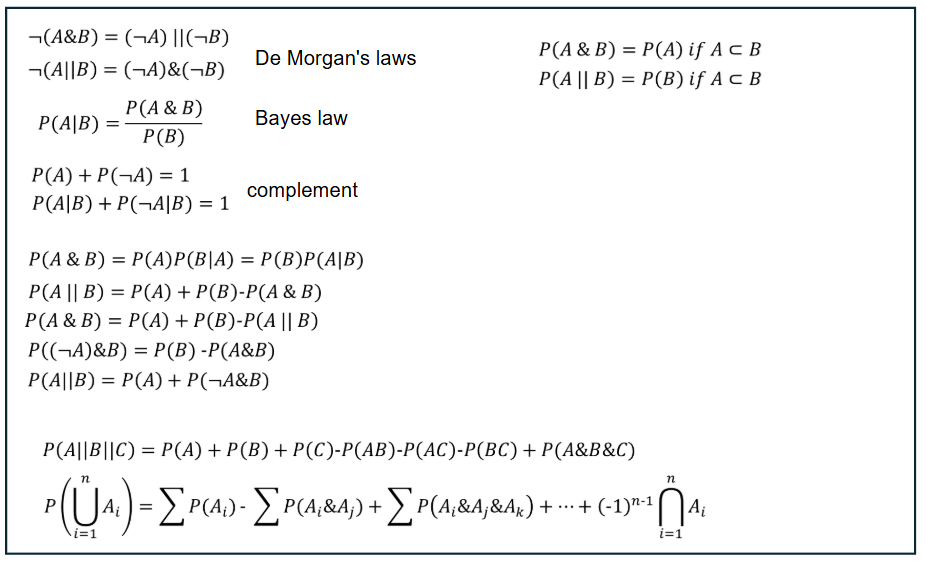 ¬(A&B) = (¬A) ||(¬B)
¬(A||B) = (¬A)&(¬B)
De Morgan's laws
P(A & B) = P(A) if A ⊂ B
P(A || B) = P(B) if A ⊂ B
P(A|B) = P(A & B) / P(B)
Bayes law
P(A) + P(¬A) = 1
P(A|B) + P(¬A|B) = 1
complement
P(A & B) = P(A)P(B|A) = P(B)P(A|B)
P(A || B) = P(A) + P(B)-P(A & B)
P(A & B) = P(A) + P(B)-P(A || B)
P((¬A)&B) = P(B) -P(A&B)
P(A||B) = P(A) + P(¬A&B)
P(A||B||C) = P(A) + P(B) + P(C)-P(AB)-P(AC)-P(BC) + P(A&B&C)
P(⋃_{i=1}^{n} A_i) = ∑ P(A_i) - ∑ P(A_i&A_j) + ∑ P(A_i&A_j&A_k) + ⋯ + (-1)^{n-1} ⋂_{i=1}^{n} A_i